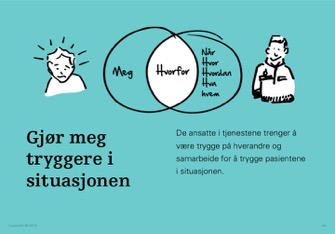 Meg
Hvorfor
Når
Hvor
Hvordan
Hva
hvem
Gjør meg
tryggere i
situasjonen
De ansatte i tjenestene trenger å
være trygge på hverandre og
samarbeide for å trygge pasientene
i situasjonen.